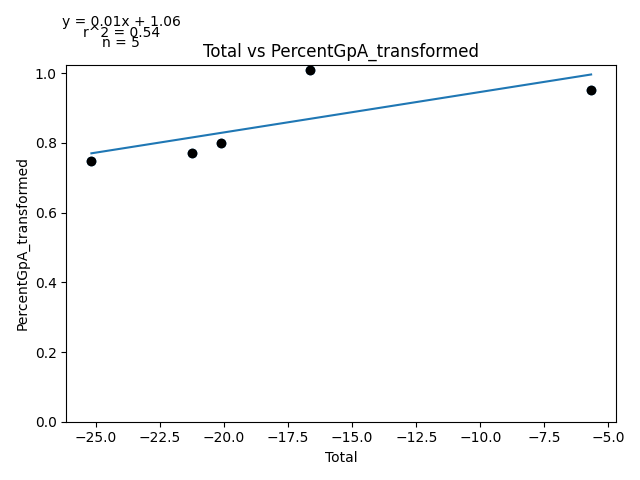 y = 0.01x + 1.06
r^2 = 0.54
n = 5
Total vs PercentGpA_transformed
1.0
0.8
0.6
0.4
0.2
0.0
PercentGpA_transformed
−25.0 −22.5 −20.0 −17.5 −15.0 −12.5 −10.0 −7.5 −5.0
Total